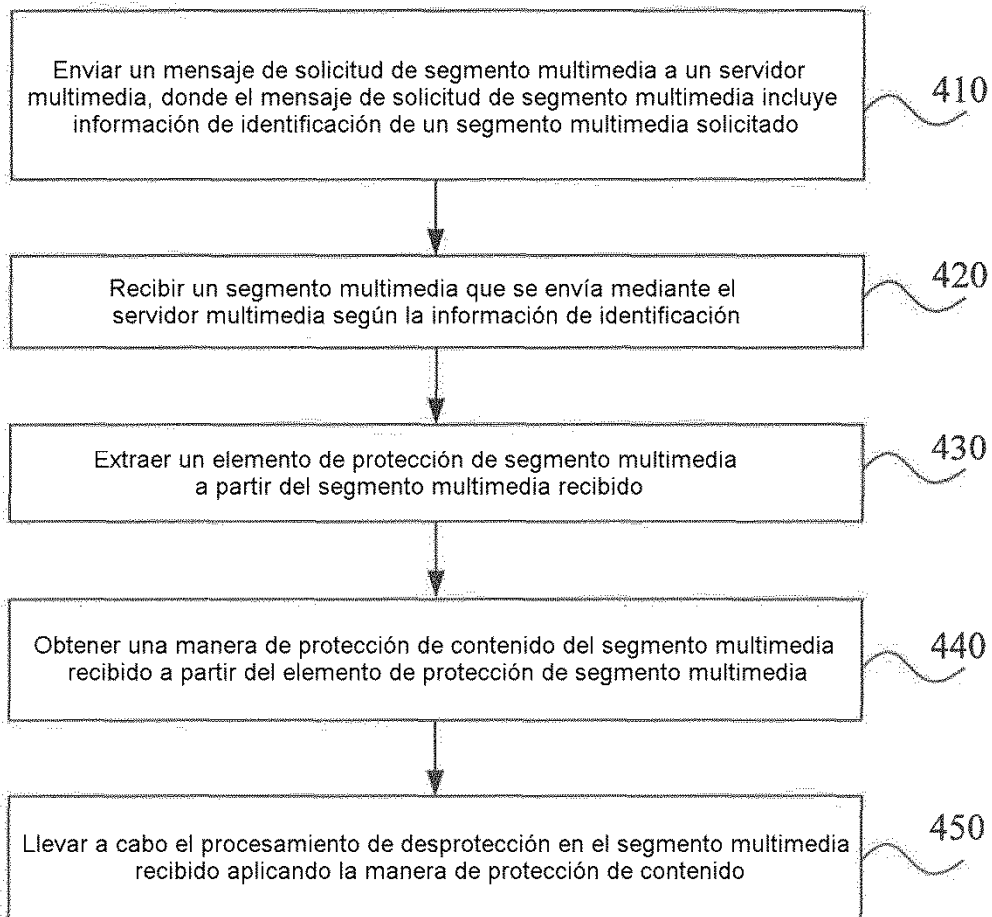 Enviar un mensaje de solicitud de segmento multimedia a un servidor
multimedia, donde el mensaje de solicitud de segmento multimedia incluye
información de identificación de un segmento multimedia solicitado
410
Recibir un segmento multimedia que se envía mediante el
servidor multimedia según la información de identificación
420
Extraer un elemento de protección de segmento multimedia
a partir del segmento multimedia recibido
430
Obtener una manera de protección de contenido del segmento multimedia
recibido a partir del elemento de protección de segmento multimedia
440
Llevar a cabo el procesamiento de desprotección en el segmento multimedia
recibido aplicando la manera de protección de contenido
450